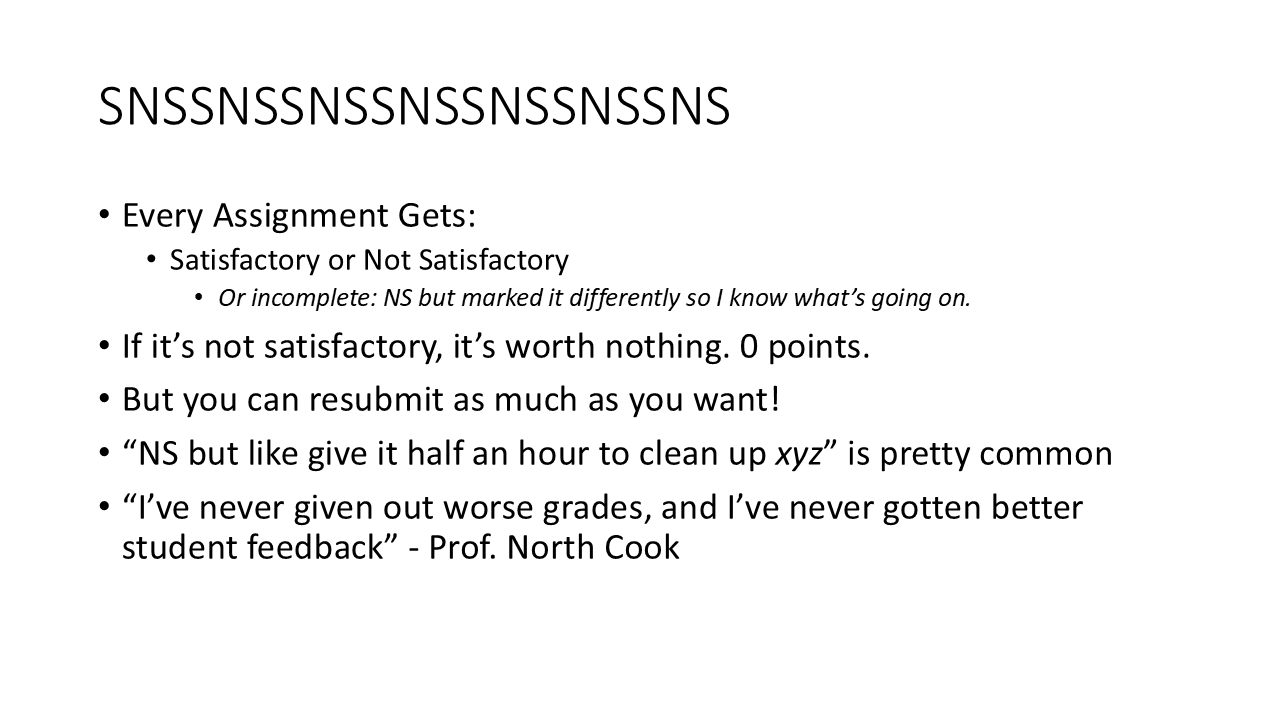 SNSSNSSNSSNSSNSSNSSNS
• Every Assignment Gets:
• Satisfactory or Not Satisfactory
• Or incomplete: NS but marked it differently so I know what’s going on.
• If it’s not satisfactory, it’s worth nothing. 0 points.
• But you can resubmit as much as you want!
• “NS but like give it half an hour to clean up xyz” is pretty common
• “I’ve never given out worse grades, and I’ve never gotten better
student feedback” - Prof. North Cook